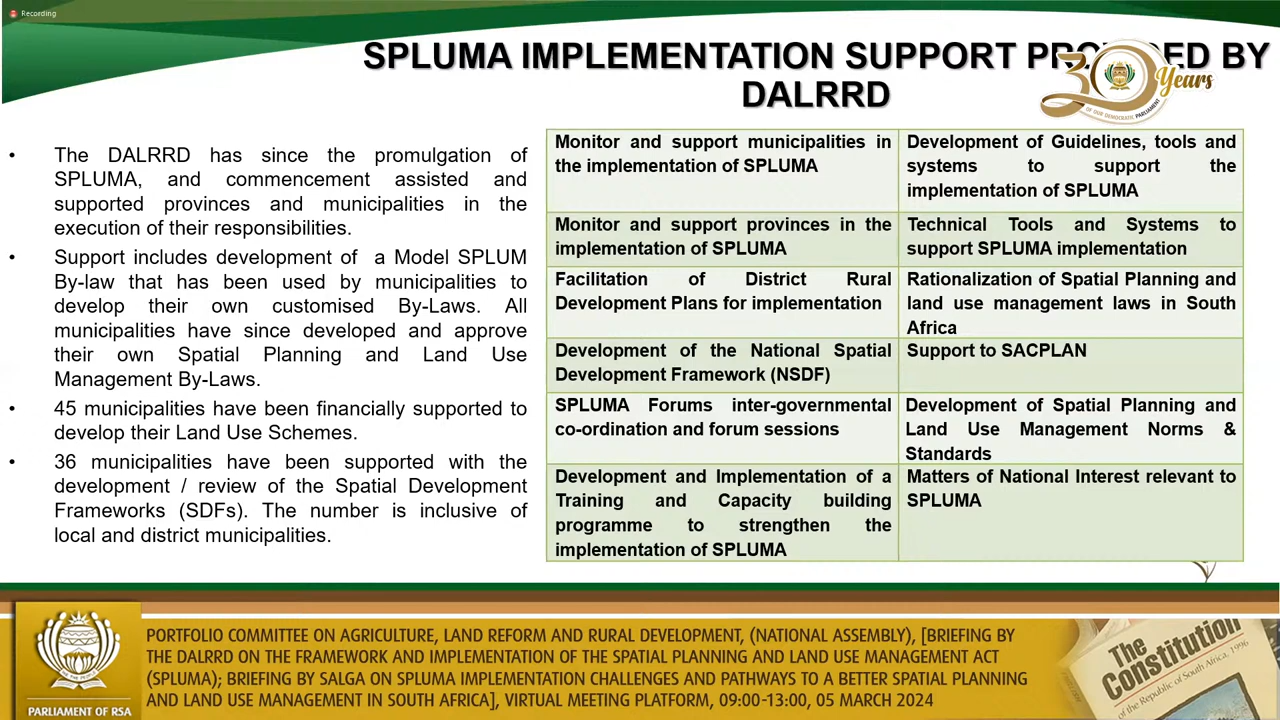 Recording
SPLUMA IMPLEMENTATION SUPPORT PR ED BY
DALRRD
30 Years
OF OUR DEMOCRATIC PARLIAMENT
• The DALRRD has since the promulgation of
SPLUMA, and commencement assisted and
supported provinces and municipalities in the
execution of their responsibilities.
• Support includes development of a Model SPLUM
By-law that has been used by municipalities to
develop their own customised By-Laws. All
municipalities have since developed and approve
their own Spatial Planning and Land Use
Management By-Laws.
• 45 municipalities have been financially supported to
develop their Land Use Schemes.
• 36 municipalities have been supported with the
development / review of the Spatial Development
Frameworks (SDFs). The number is inclusive of
local and district municipalities.
Monitor and support municipalities in
the implementation of SPLUMA
Development of Guidelines, tools and
systems to support the
implementation of SPLUMA
Monitor and support provinces in the
implementation of SPLUMA
Technical Tools and Systems to
support SPLUMA implementation
Facilitation of District Rural
Development Plans for implementation
Rationalization of Spatial Planning and
land use management laws in South
Africa
Development of the National Spatial
Development Framework (NSDF)
Support to SACPLAN
SPLUMA Forums inter-governmental
co-ordination and forum sessions
Development of Spatial Planning and
Land Use Management Norms &
Standards
Development and Implementation of a
Training and Capacity building
programme to strengthen the
implementation of SPLUMA
Matters of National Interest relevant to
SPLUMA
PORTFOLIO COMMITTEE ON AGRICULTURE, LAND REFORM AND RURAL DEVELOPMENT, (NATIONAL ASSEMBLY), [BRIEFING BY
THE DALRRD ON THE FRAMEWORK AND IMPLEMENTATION OF THE SPATIAL PLANNING AND LAND USE MANAGEMENT ACT
(SPLUMA); BRIEFING BY SALGA ON SPLUMA IMPLEMENTATION CHALLENGES AND PATHWAYS TO A BETTER SPATIAL PLANNING
AND LAND USE MANAGEMENT IN SOUTH AFRICA], VIRTUAL MEETING PLATFORM, 09:00-13:00, 05 MARCH 2024
PARLIAMENT OF RSA
The
Constitution
of the Republic of South Africa, 1996